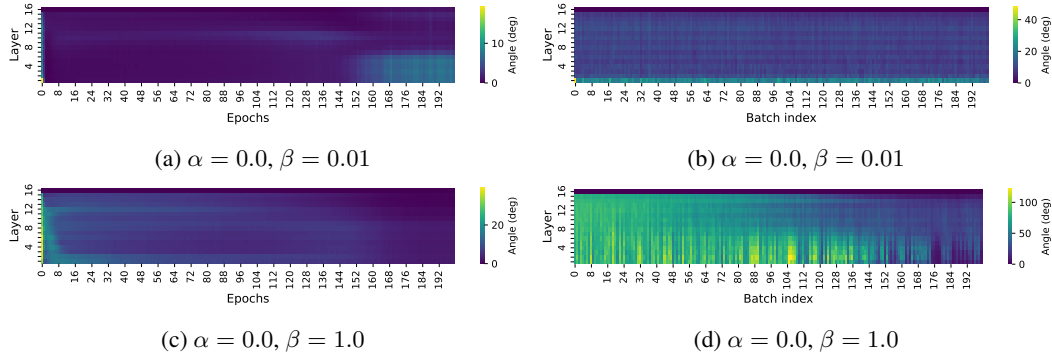 16
12
8
4
Layer
0 8 16 24 32 40 48 56 64 72 80 88 96 104 112 120 128 136 144 152 160 168 176 184 192
Epochs
10
0
Angle (deg)
(a) α = 0.0, β = 0.01
16
12
8
4
Layer
0 8 16 24 32 40 48 56 64 72 80 88 96 104 112 120 128 136 144 152 160 168 176 184 192
Batch index
40
20
0
Angle (deg)
(b) α = 0.0, β = 0.01
16
12
8
4
Layer
0 8 16 24 32 40 48 56 64 72 80 88 96 104 112 120 128 136 144 152 160 168 176 184 192
Epochs
20
0
Angle (deg)
(c) α = 0.0, β = 1.0
16
12
8
4
Layer
0 8 16 24 32 40 48 56 64 72 80 88 96 104 112 120 128 136 144 152 160 168 176 184 192
Batch index
100
50
0
Angle (deg)
(d) α = 0.0, β = 1.0